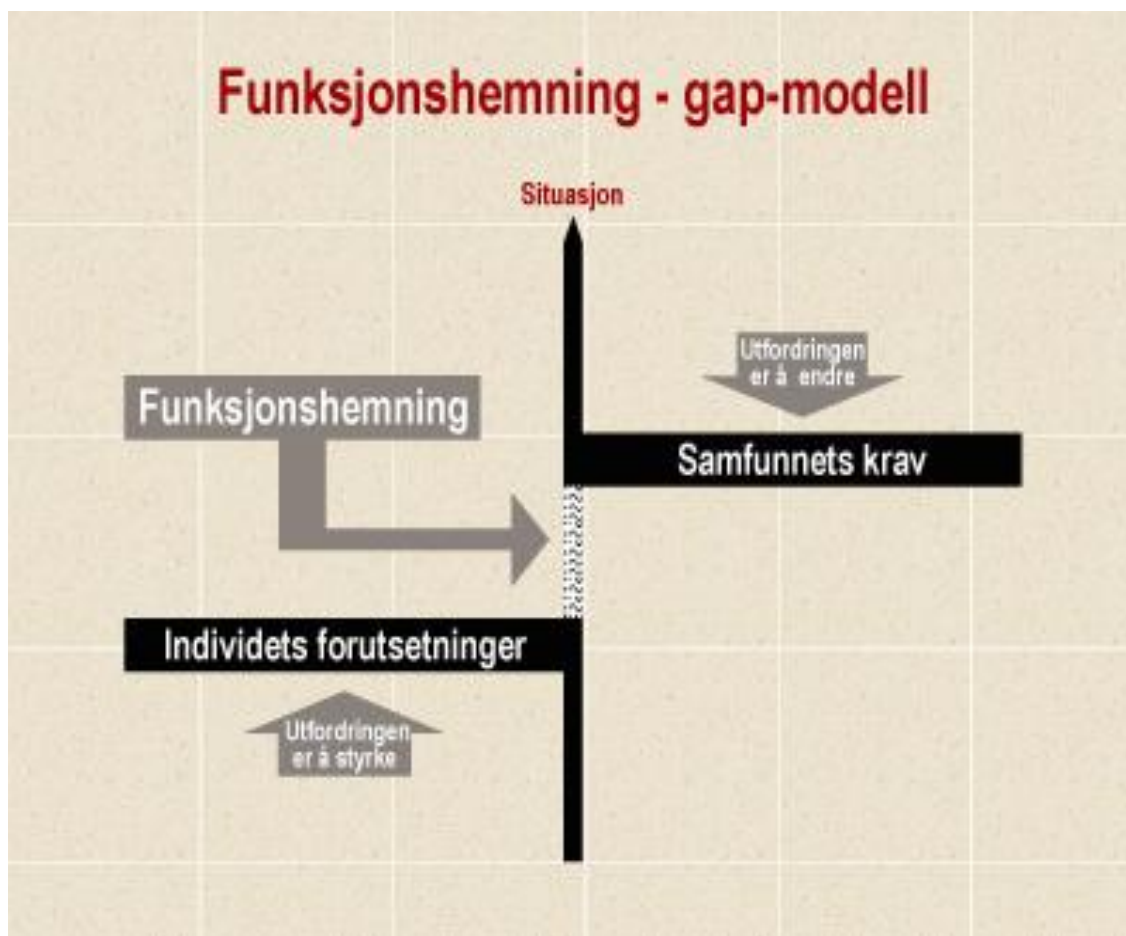 Funksjonshemning - gap-modell
Situasjon
Utfordringen
er å endre
Funksjonshemning
Samfunnets krav
Individets forutsetninger
Utfordringen
er å styrke